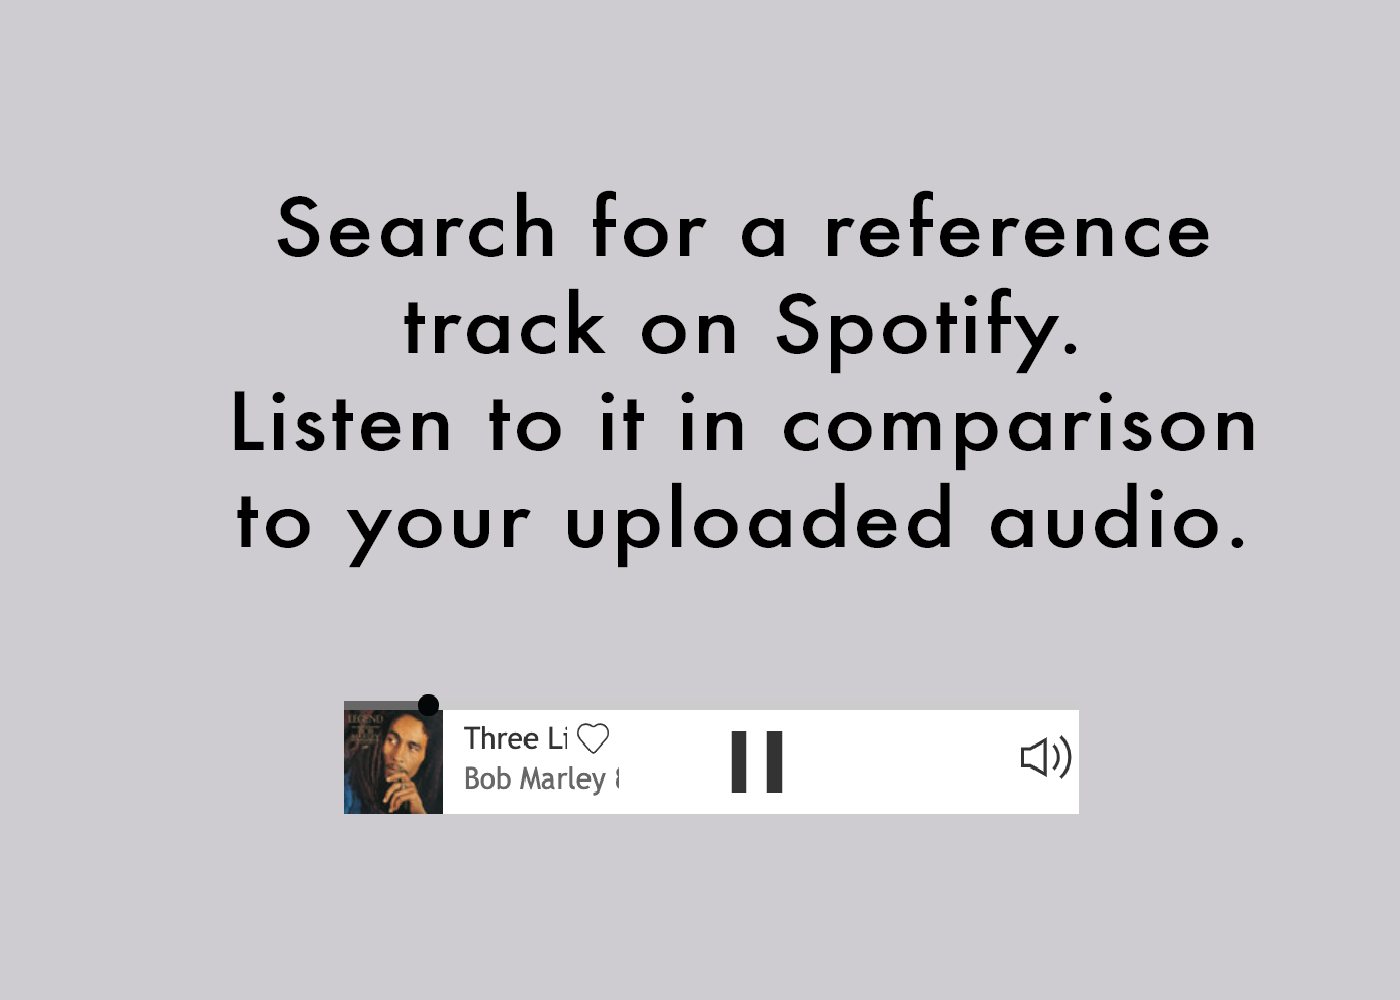 Search for a reference
track on Spotify.
Listen to it in comparison
to your uploaded audio.
LEGEND
Three Li
Bob Marley